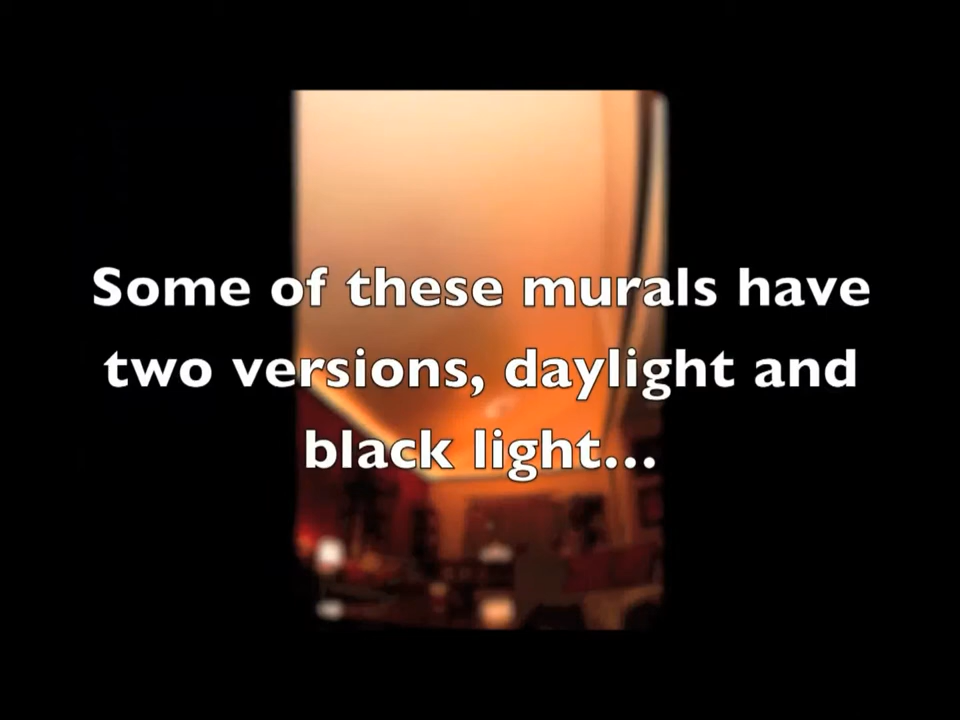 Some of these murals have
two versions, daylight and
black light...